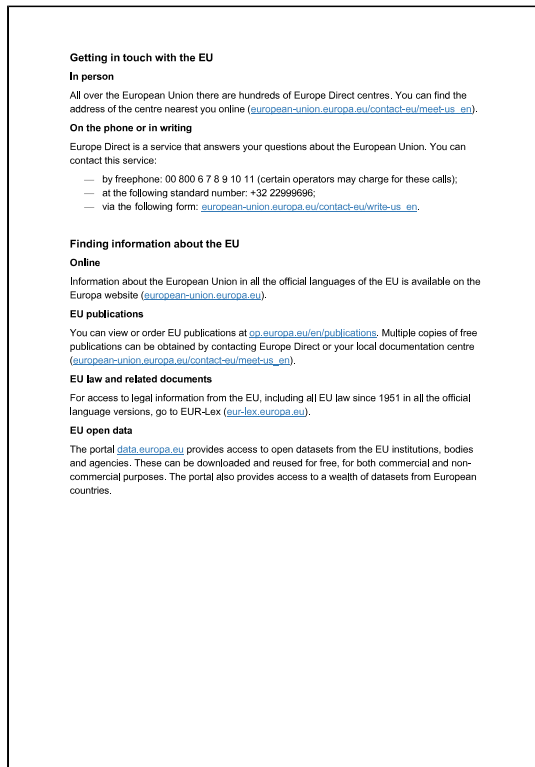 Getting in touch with the EU
In person
All over the European Union there are hundreds of Europe Direct centres. You can find the
address of the centre nearest you online (european-union.europa.eu/contact-eu/meet-us_en).
On the phone or in writing
Europe Direct is a service that answers your questions about the European Union. You can
contact this service:
— by freephone: 00 800 6 7 8 9 10 11 (certain operators may charge for these calls);
— at the following standard number: +32 22999696;
— via the following form: european-union.europa.eu/contact-eu/write-us_en.
Finding information about the EU
Online
Information about the European Union in all the official languages of the EU is available on the
Europa website (european-union.europa.eu).
EU publications
You can view or order EU publications at op.europa.eu/en/publications. Multiple copies of free
publications can be obtained by contacting Europe Direct or your local documentation centre
(european-union.europa.eu/contact-eu/meet-us_en).
EU law and related documents
For access to legal information from the EU, including all EU law since 1951 in all the official
language versions, go to EUR-Lex (eur-lex.europa.eu).
EU open data
The portal data.europa.eu provides access to open datasets from the EU institutions, bodies
and agencies. These can be downloaded and reused for free, for both commercial and non-
commercial purposes. The portal also provides access to a wealth of datasets from European
countries.